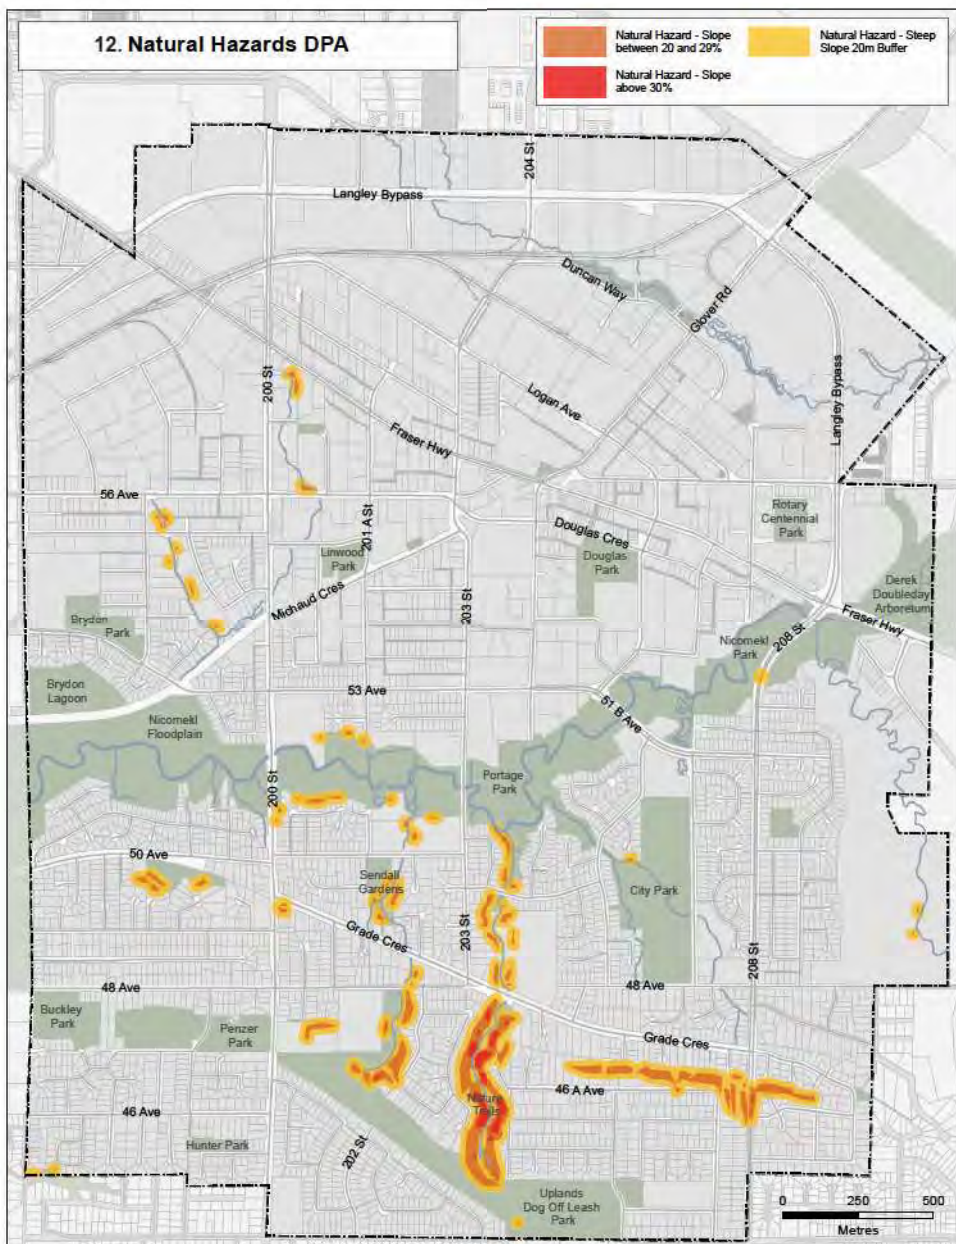 12. Natural Hazards DPA
Natural Hazard - Slope
between 20 and 29%
Natural Hazard - Steep
Slope 20m Buffer
Natural Hazard - Slope
above 30%
204 St
Langley Bypass
Duncan Way
Glover Rd
200 St
Logan Ave
Langley Bypass
Fraser Hwy
56 Ave
Rotary
Centennial
Park
201 A St
Douglas Cres
Linwood
Park
Douglas
Park
Derek
Doubleday
Arboretum
Michaud Cres
203 St
Brydon
Park
Fraser Hwy
208 St
Nicomekl
Park
Brydon
Lagoon
53 Ave
51 B Ave
Nicomekl
Floodplain
Portage
Park
200 St
50 Ave
Sendall
Gardens
City Park
203 St
Grade Cres
208 St
48 Ave
48 Ave
Buckley
Park
Penzer
Park
Grade Cres
46 A Ave
Nature
Trails
46 Ave
Hunter Park
202 St
Uplands
Dog Off Leash
Park
0 250 500
Metres